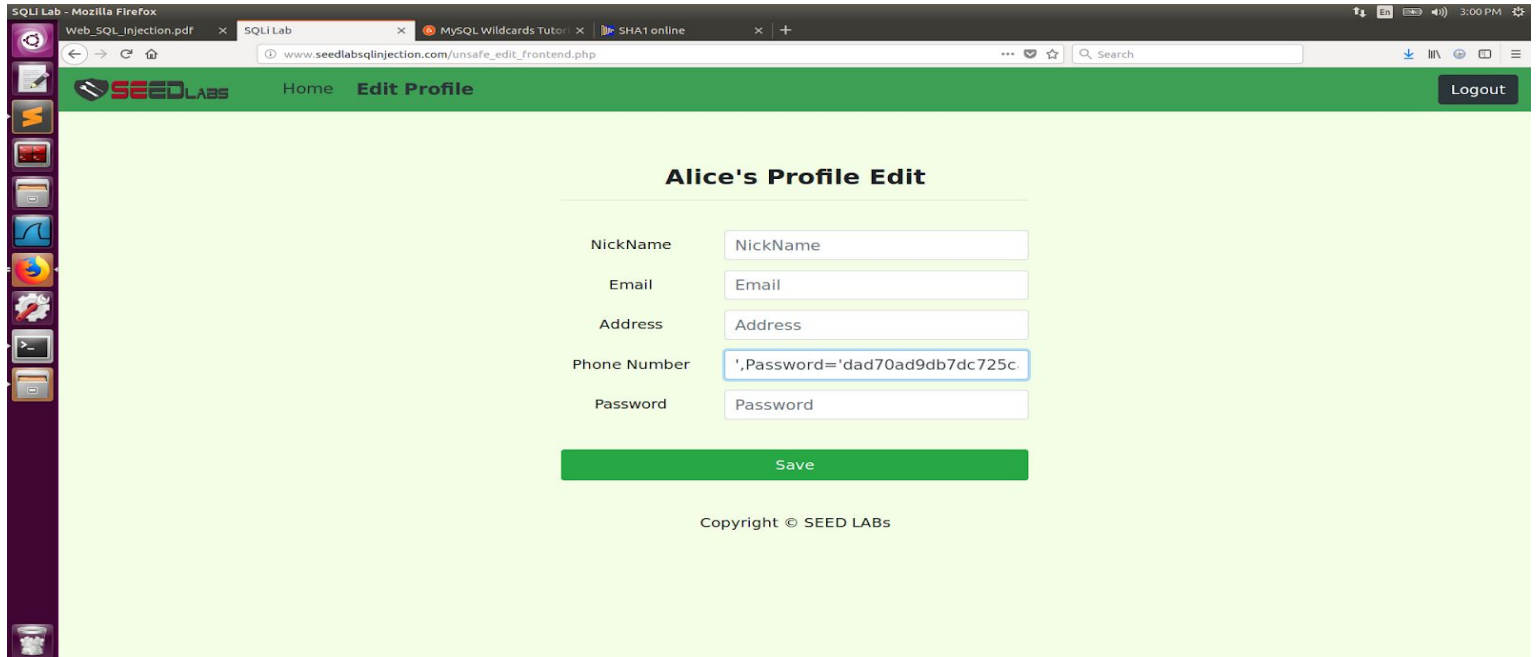 SQLi Lab - Mozilla Firefox
En 3:00 PM
Web_SQL_Injection.pdf × SQLi Lab × MySQL Wildcards Tutori × SHA1 online × +
www.seedlabsqlinjection.com/unsafe_edit_frontend.php Search
SEEDLABS Home Edit Profile Logout
Alice's Profile Edit
NickName NickName
Email Email
Address Address
Phone Number ',Password='dad70ad9db7dc725c
Password Password
Save
Copyright © SEED LABs